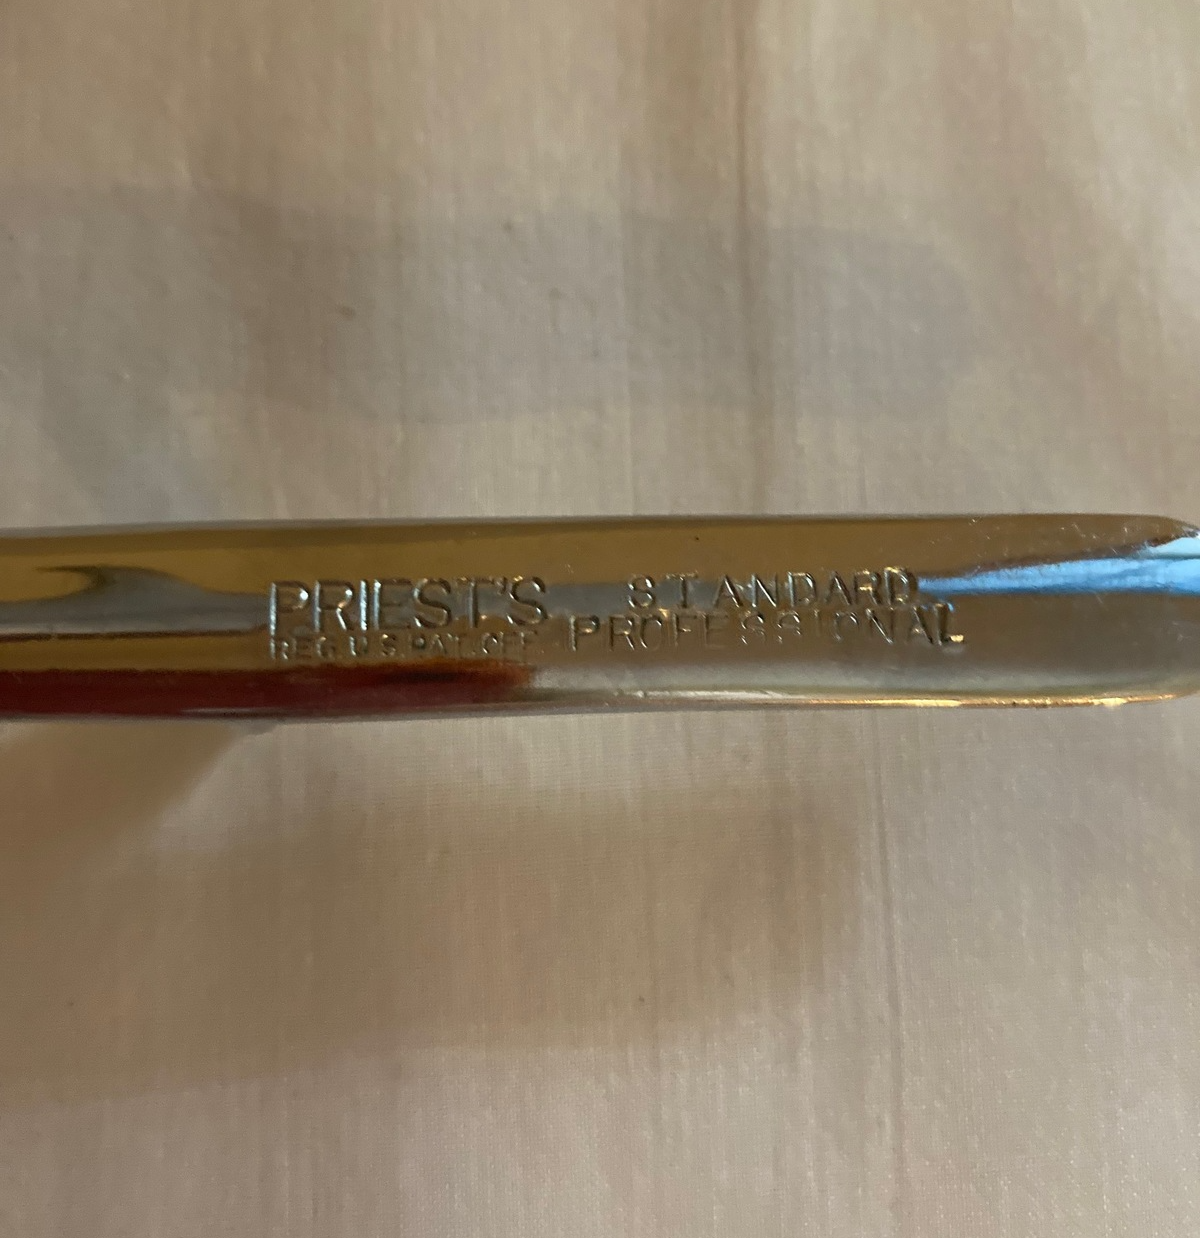 PRIEST'S
REG. U.S. PAT. OFF.
STANDARD
PROFESSIONAL